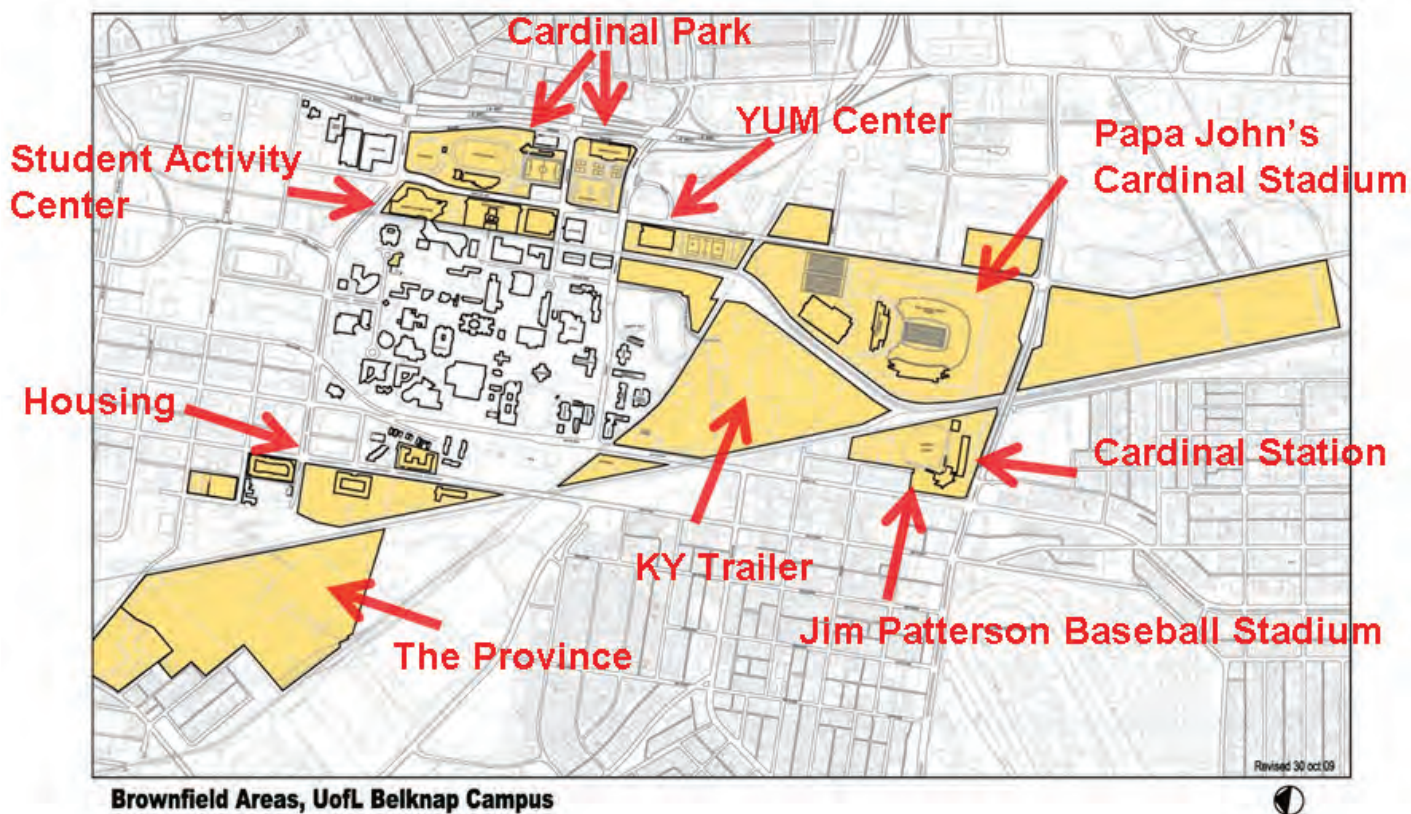 Cardinal Park
YUM Center
Papa John's
Cardinal Stadium
Student Activity
Center
Housing
Cardinal Station
KY Trailer
Jim Patterson Baseball Stadium
The Province
Revised 30 oct 09
Brownfield Areas, UofL Belknap Campus